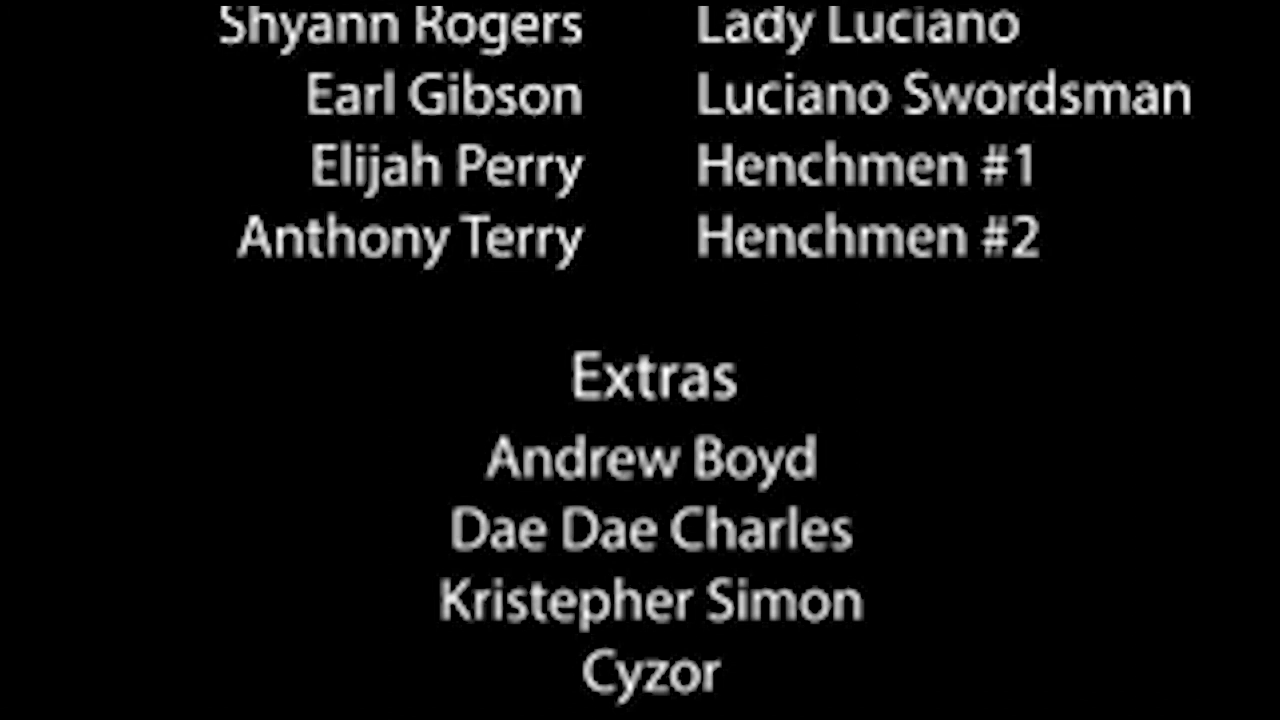 Shyann Rogers Lady Luciano
Earl Gibson Luciano Swordsman
Elijah Perry Henchmen #1
Anthony Terry Henchmen #2
Extras
Andrew Boyd
Dae Dae Charles
Kristepher Simon
Cyzor